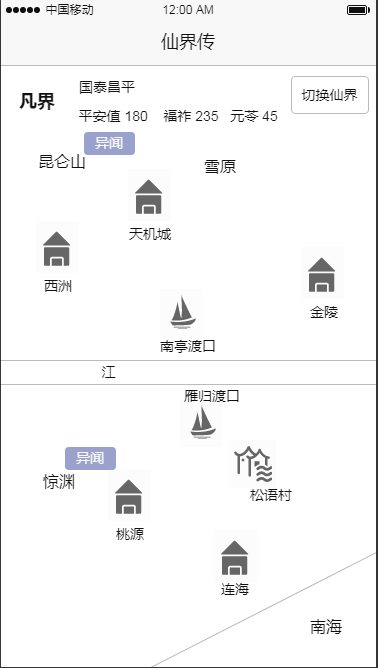 中国移动 12:00 AM
仙界传
凡界 国泰昌平 切换仙界
平安值 180 福祚 235 元苓 45
异闻
昆仑山 雪原
天机城
西洲
金陵
南亭渡口
江
雁归渡口
异闻
惊渊
松语村
桃源
连海
南海